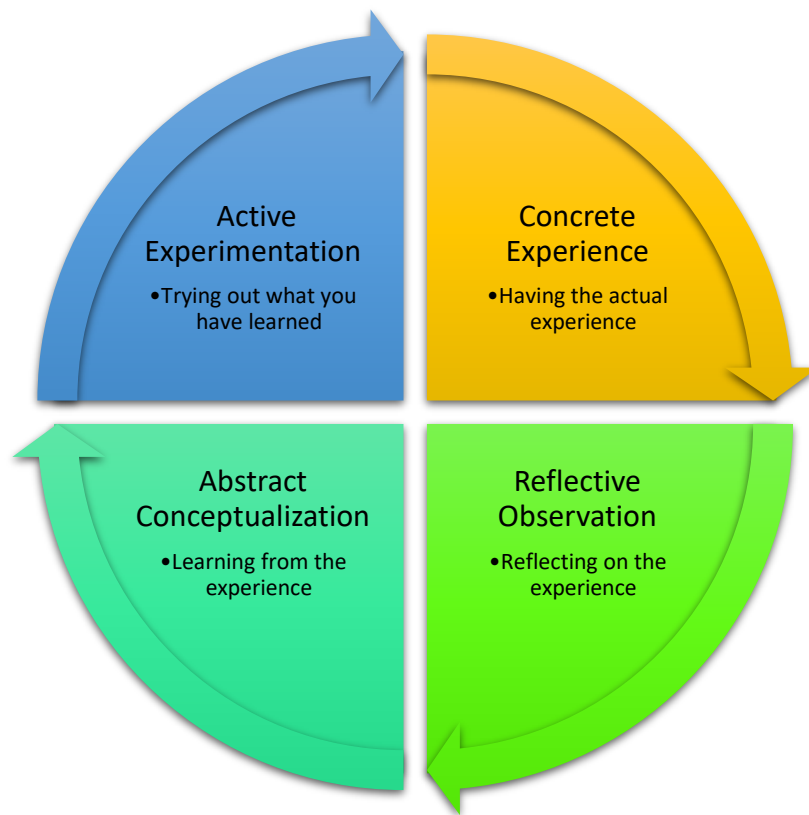 Active
Experimentation
•Trying out what you
have learned
Concrete
Experience
•Having the actual
experience
Abstract
Conceptualization
•Learning from the
experience
Reflective
Observation
•Reflecting on the
experience